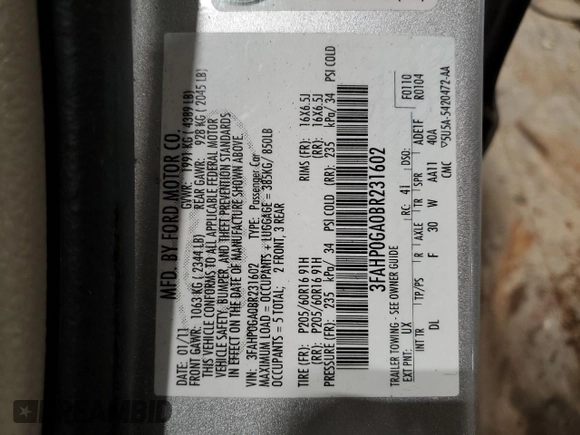 MFD. BY FORD MOTOR CO.
DATE: 01/11 GVWR: 1991 KG ( 4389 LB)
FRONT GAWR: 1063 KG ( 2344 LB) REAR GAWR: 928 KG ( 2045 LB)
THIS VEHICLE CONFORMS TO ALL APPLICABLE FEDERAL MOTOR
VEHICLE SAFETY, BUMPER, AND THEFT PREVENTION STANDARDS
IN EFFECT ON THE DATE OF MANUFACTURE SHOWN ABOVE.
VIN: 3FAHP0GA0BR231602 TYPE: Passenger Car
MAXIMUM LOAD = OCCUPANTS + LUGGAGE = 385KG/ 850LB
OCCUPANTS = 5 TOTAL: 2 FRONT, 3 REAR
TIRE (FR): P205/60R16 91H RIMS (FR): 16X6.5J
(RR): P205/60R16 91H (RR): 16X6.5J
PRESSURE (FR): 235 kPa/ 34 PSI COLD (RR): 235 kPa/ 34 PSI COLD
3FAHP0GA0BR231602
TRAILER TOWING - SEE OWNER GUIDE F0110
EXT PNT: UX RC: 41 DSO: R0104
INT TR TP/PS R AXLE TR SPR ADE1F
DL F 30 W AA11 40A
CMC 5U5A-5420472-AA
DREAMBID